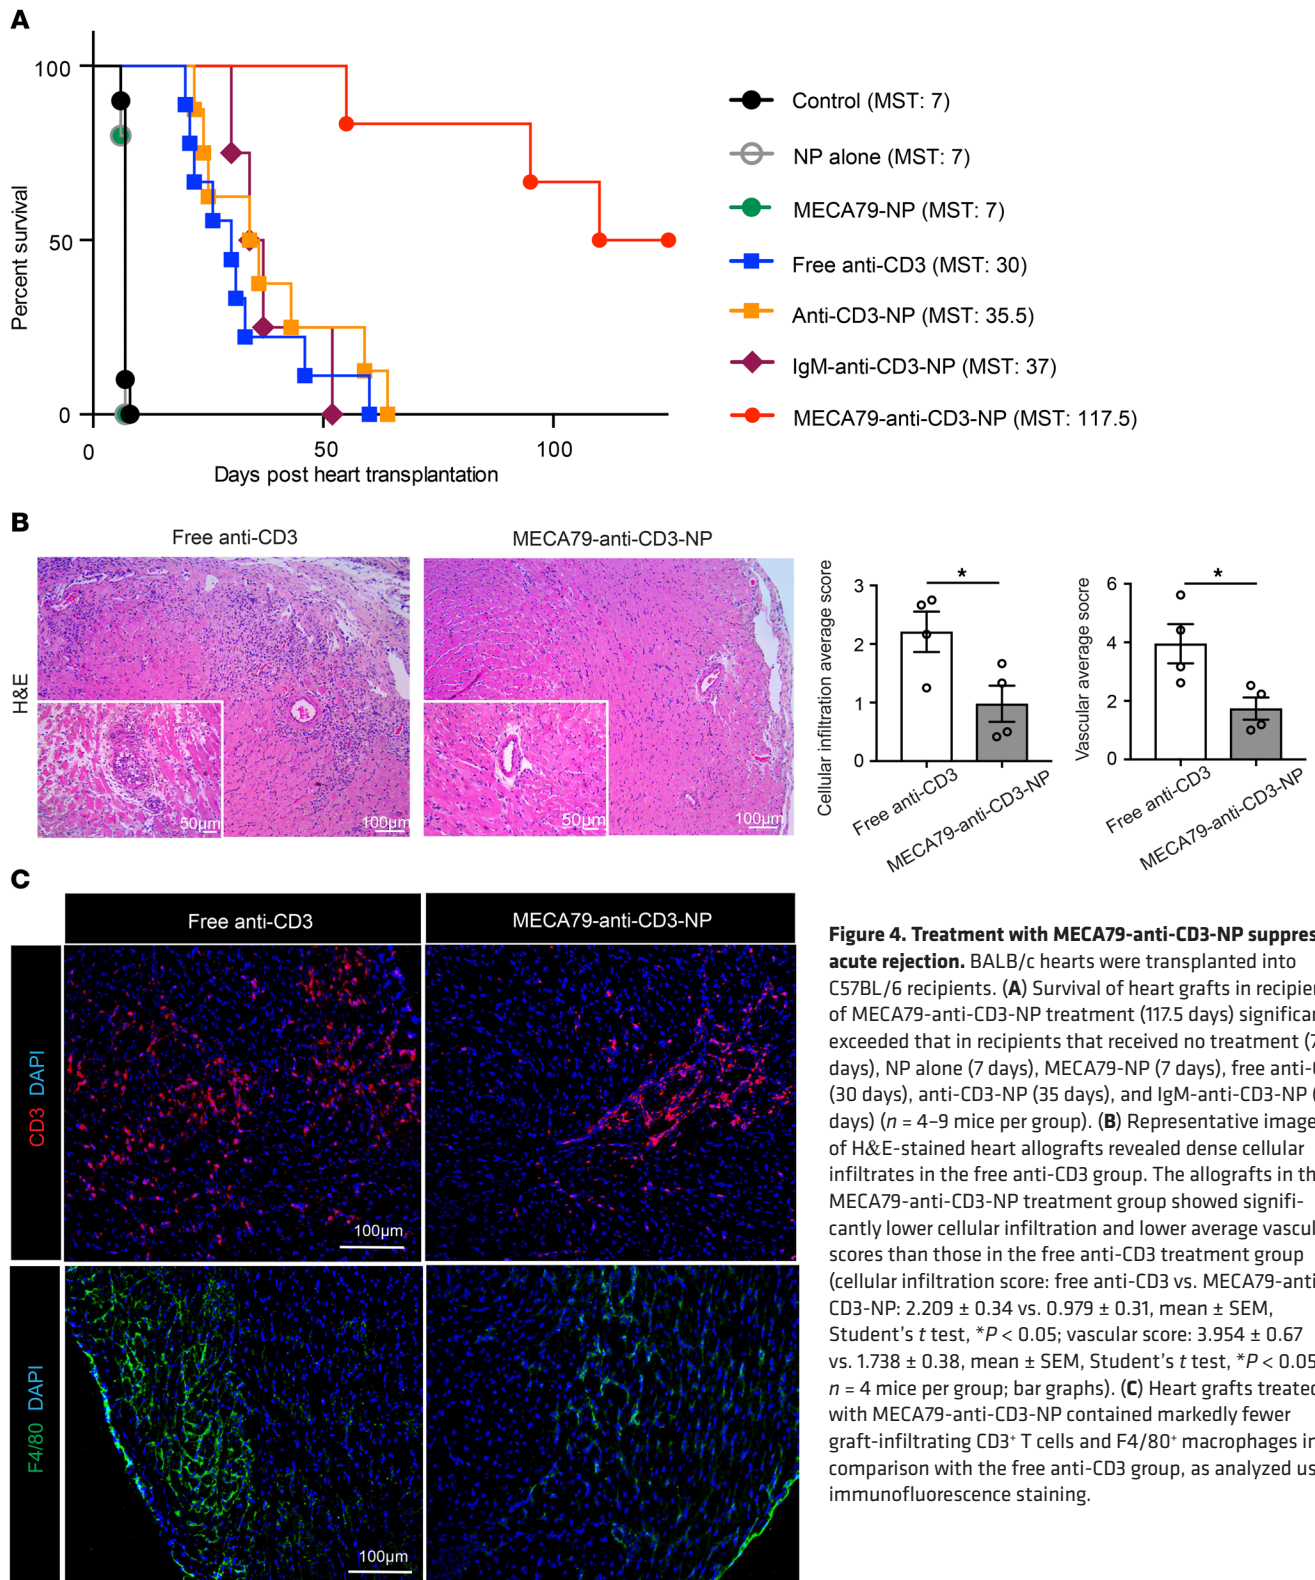 A
100
50
0
Percent survival
0
50
100
Days post heart transplantation
Control (MST: 7)
NP alone (MST: 7)
MECA79-NP (MST: 7)
Free anti-CD3 (MST: 30)
Anti-CD3-NP (MST: 35.5)
IgM-anti-CD3-NP (MST: 37)
MECA79-anti-CD3-NP (MST: 117.5)
B
Free anti-CD3
MECA79-anti-CD3-NP
H&E
50µm
100µm
50µm
100µm
Cellular infiltration average score
3
2
1
0
*
Free anti-CD3
MECA79-anti-CD3-NP
Vascular average socre
6
4
2
0
*
Free anti-CD3
MECA79-anti-CD3-NP
C
Free anti-CD3
MECA79-anti-CD3-NP
CD3 DAPI
100µm
F4/80 DAPI
100µm
Figure 4. Treatment with MECA79-anti-CD3-NP suppres
acute rejection. BALB/c hearts were transplanted into
C57BL/6 recipients. (A) Survival of heart grafts in recipien
of MECA79-anti-CD3-NP treatment (117.5 days) significan
exceeded that in recipients that received no treatment (7
days), NP alone (7 days), MECA79-NP (7 days), free anti-C
(30 days), anti-CD3-NP (35 days), and IgM-anti-CD3-NP (
days) (n = 4–9 mice per group). (B) Representative image
of H&E-stained heart allografts revealed dense cellular
infiltrates in the free anti-CD3 group. The allografts in th
MECA79-anti-CD3-NP treatment group showed signifi-
cantly lower cellular infiltration and lower average vascul
scores than those in the free anti-CD3 treatment group
(cellular infiltration score: free anti-CD3 vs. MECA79-anti
CD3-NP: 2.209 ± 0.34 vs. 0.979 ± 0.31, mean ± SEM,
Student's t test, *P < 0.05; vascular score: 3.954 ± 0.67
vs. 1.738 ± 0.38, mean ± SEM, Student's t test, *P < 0.05
n = 4 mice per group; bar graphs). (C) Heart grafts treated
with MECA79-anti-CD3-NP contained markedly fewer
graft-infiltrating CD3⁺ T cells and F4/80⁺ macrophages in
comparison with the free anti-CD3 group, as analyzed us
immunofluorescence staining.